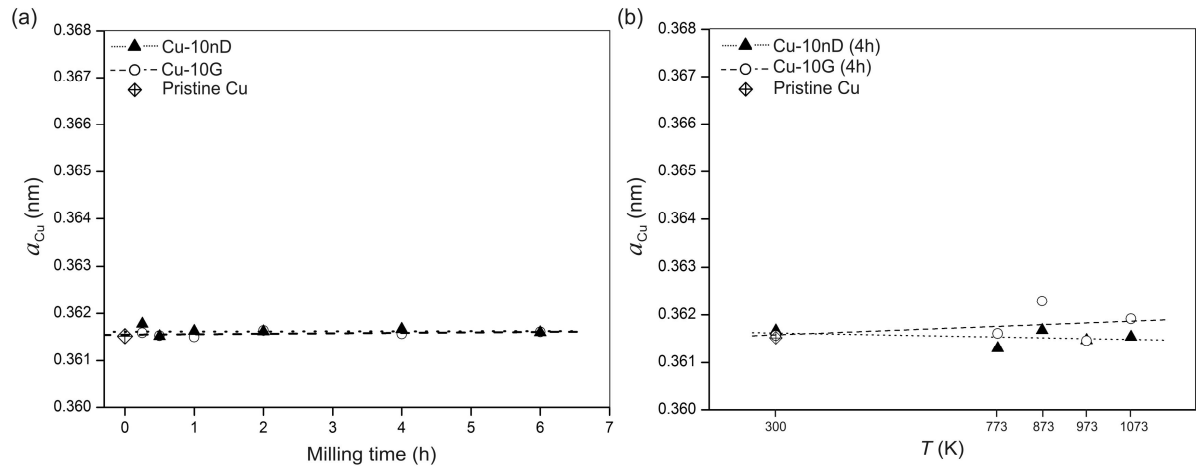 (a)
0.368
0.367
0.366
0.365
0.364
0.363
0.362
0.361
0.360
a_Cu (nm)
Cu-10nD
Cu-10G
Pristine Cu
0 1 2 3 4 5 6 7
Milling time (h)
(b)
0.368
0.367
0.366
0.365
0.364
0.363
0.362
0.361
0.360
a_Cu (nm)
Cu-10nD (4h)
Cu-10G (4h)
Pristine Cu
300 773 873 973 1073
T (K)